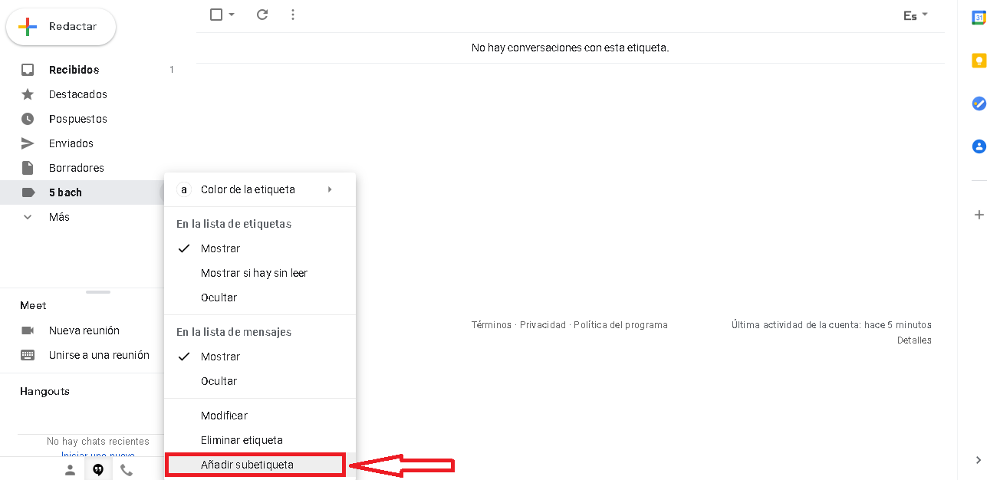 Redactar
Es
No hay conversaciones con esta etiqueta.
Recibidos 1
Destacados
Pospuestos
Enviados
Borradores
5 bach
Más
a Color de la etiqueta
En la lista de etiquetas
Mostrar
Mostrar si hay sin leer
Ocultar
En la lista de mensajes
Mostrar
Ocultar
Modificar
Eliminar etiqueta
Añadir subetiqueta
Meet
Nueva reunión
Unirse a una reunión
Hangouts
No hay chats recientes
Iniciar uno nuevo
Términos · Privacidad · Política del programa
Última actividad de la cuenta: hace 5 minutos
Detalles
31